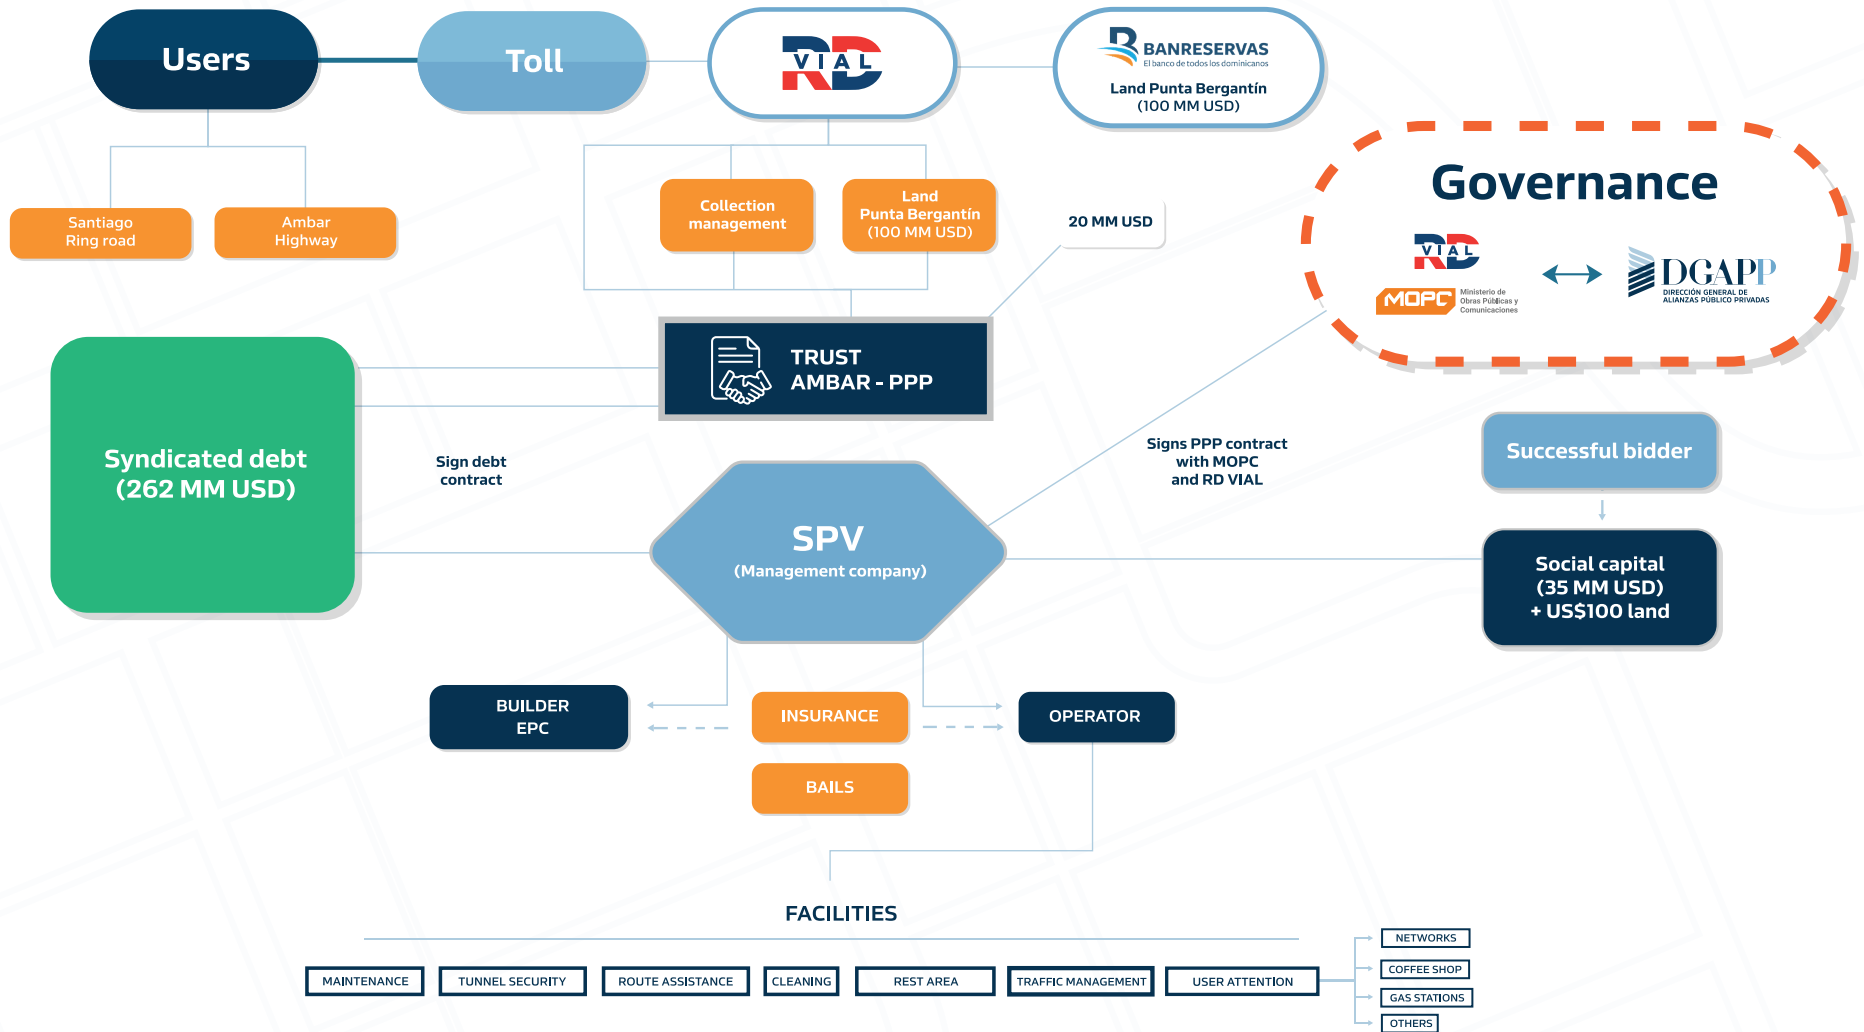 Users
Toll
RD
VIAL
BANRESERVAS
El banco de todos los dominicanos
Land Punta Bergantín
(100 MM USD)
Santiago
Ring road
Ambar
Highway
Collection
management
Land
Punta Bergantín
(100 MM USD)
20 MM USD
Governance
RD
VIAL
MOPC
Ministerio de
Obras Públicas y
Comunicaciones
DGAPP
DIRECCIÓN GENERAL DE
ALIANZAS PÚBLICO PRIVADAS
TRUST
AMBAR - PPP
Syndicated debt
(262 MM USD)
Sign debt
contract
Signs PPP contract
with MOPC
and RD VIAL
Successful bidder
SPV
(Management company)
Social capital
(35 MM USD)
+ US$100 land
BUILDER
EPC
INSURANCE
OPERATOR
BAILS
FACILITIES
MAINTENANCE
TUNNEL SECURITY
ROUTE ASSISTANCE
CLEANING
REST AREA
TRAFFIC MANAGEMENT
USER ATTENTION
NETWORKS
COFFEE SHOP
GAS STATIONS
OTHERS